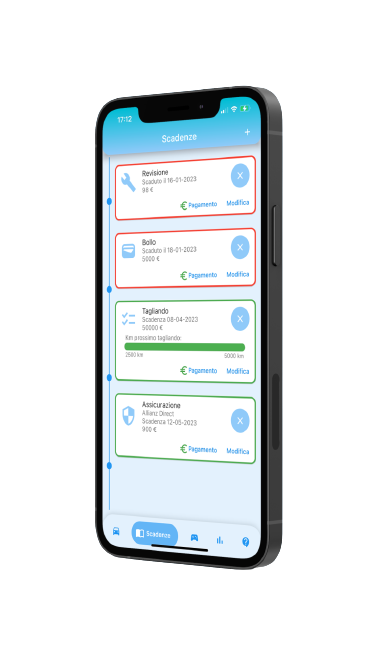 17:12
Scadenze
+
Revisione
Scaduto il 16-01-2023
98 €
X
€ Pagamento
Modifica
Bollo
Scaduto il 18-01-2023
5000 €
X
€ Pagamento
Modifica
Tagliando
Scadenza 08-04-2023
50000 €
X
Km prossimo tagliando:
2500 km
5000 km
€ Pagamento
Modifica
Assicurazione
Allianz Direct
Scadenza 12-05-2023
900 €
X
€ Pagamento
Modifica
Scadenze